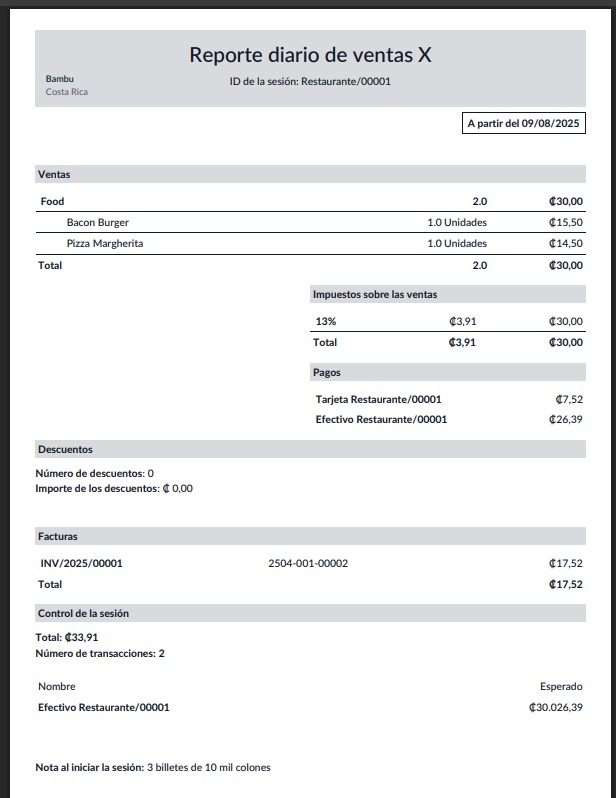 Reporte diario de ventas X
ID de la sesión: Restaurante/00001
Bambu
Costa Rica
A partir del 09/08/2025
Ventas
Food 2.0 ₡30,00
Bacon Burger 1.0 Unidades ₡15,50
Pizza Margherita 1.0 Unidades ₡14,50
Total 2.0 ₡30,00
Impuestos sobre las ventas
13% ₡3,91 ₡30,00
Total ₡3,91 ₡30,00
Pagos
Tarjeta Restaurante/00001 ₡7,52
Efectivo Restaurante/00001 ₡26,39
Descuentos
Número de descuentos: 0
Importe de los descuentos: ₡ 0,00
Facturas
INV/2025/00001 2504-001-00002 ₡17,52
Total ₡17,52
Control de la sesión
Total: ₡33,91
Número de transacciones: 2
Nombre Esperado
Efectivo Restaurante/00001 ₡30.026,39
Nota al iniciar la sesión: 3 billetes de 10 mil colones